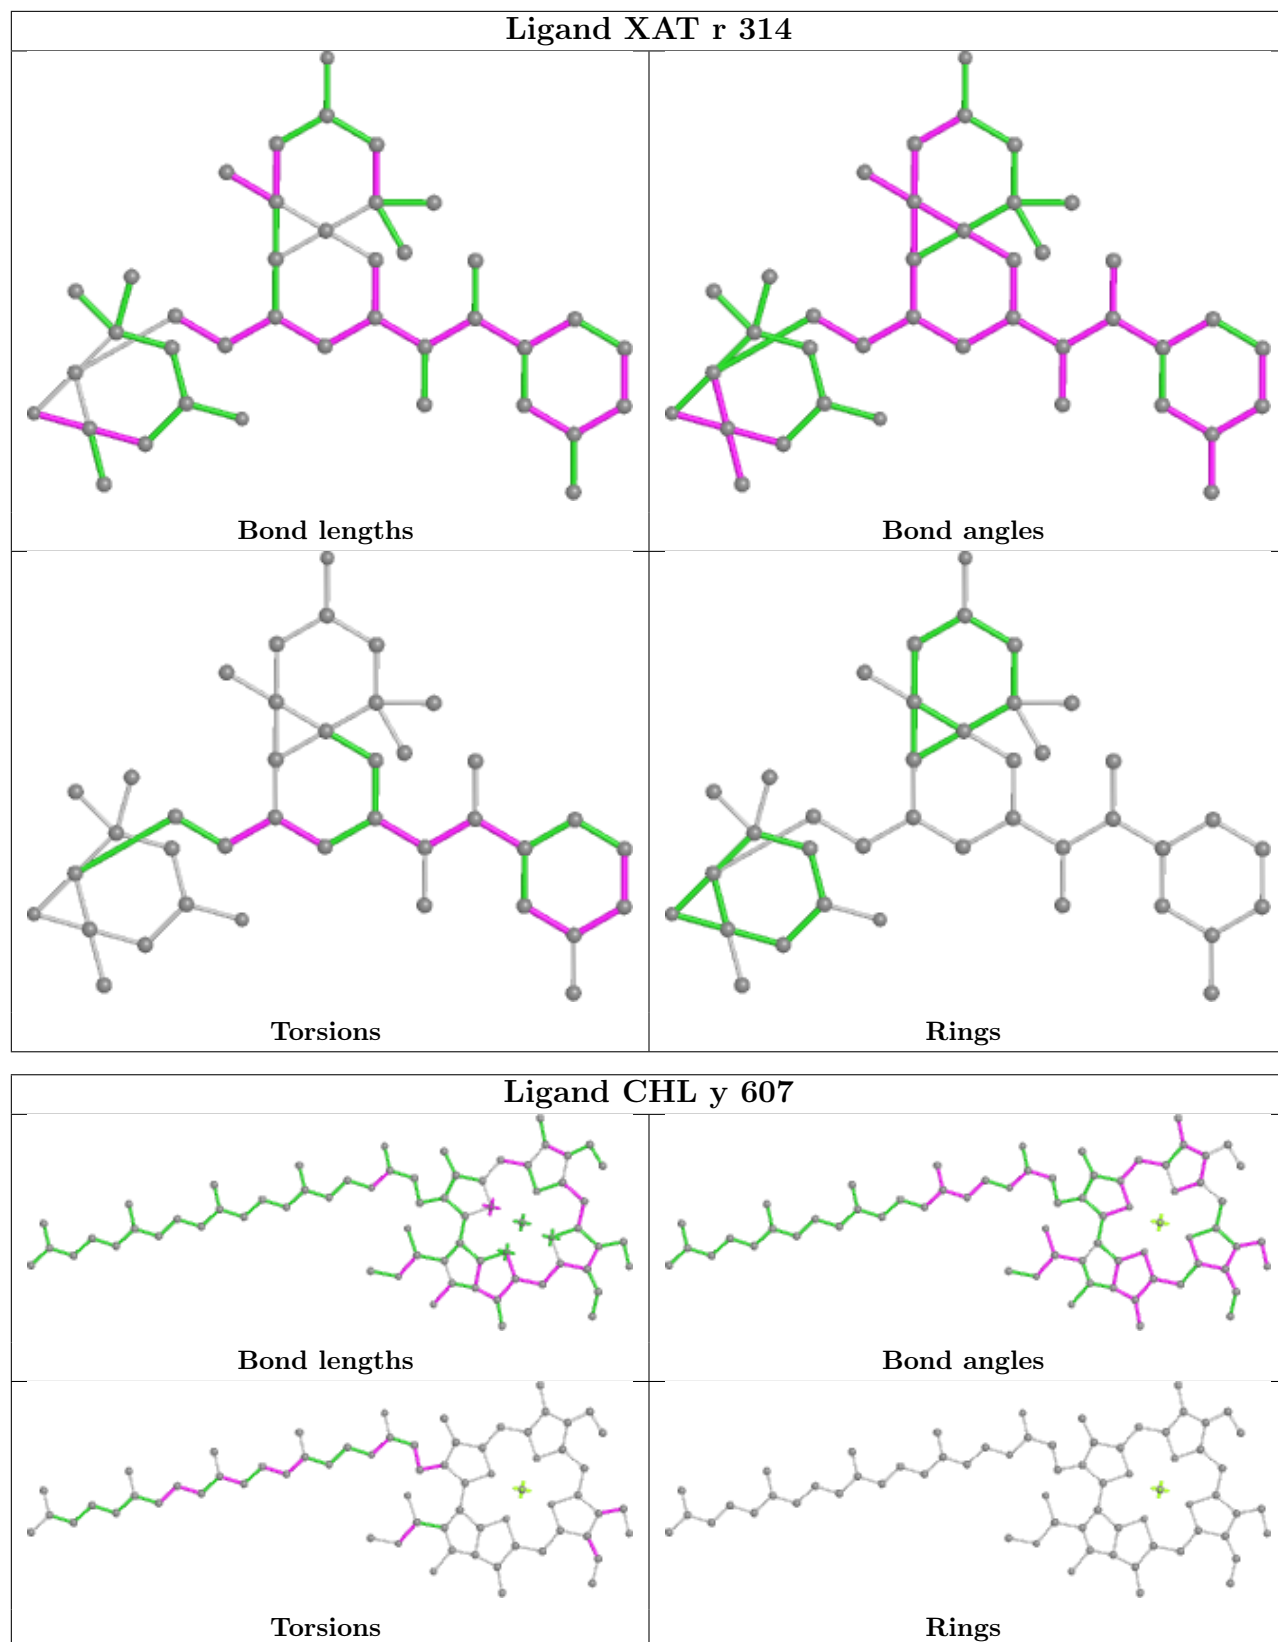 Ligand XAT r 314
Bond lengths
Bond angles
Torsions
Rings
Ligand CHL y 607
Bond lengths
Bond angles
Torsions
Rings